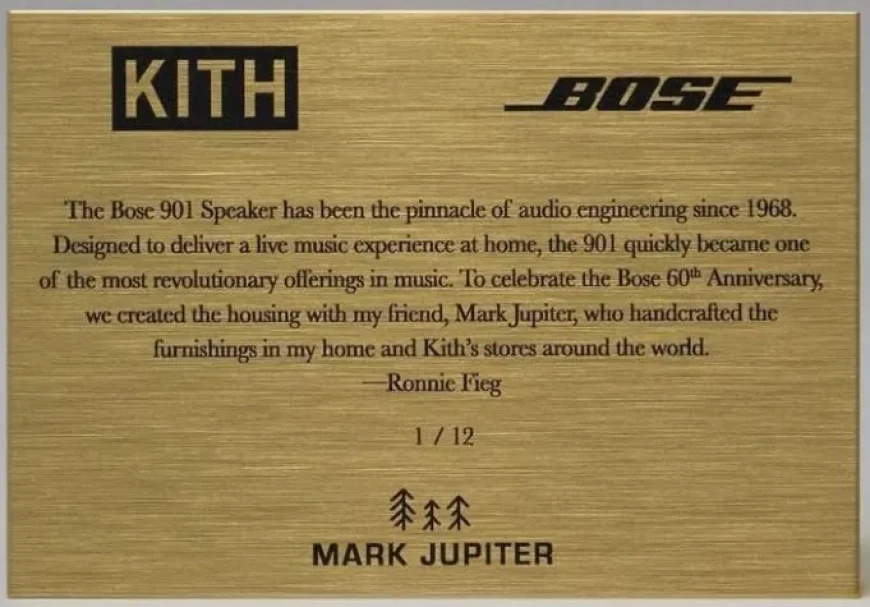 KITH
BOSE
The Bose 901 Speaker has been the pinnacle of audio engineering since 1968.
Designed to deliver a live music experience at home, the 901 quickly became one
of the most revolutionary offerings in music. To celebrate the Bose 60th Anniversary,
we created the housing with my friend, Mark Jupiter, who handcrafted the
furnishings in my home and Kith's stores around the world.
—Ronnie Fieg
1 / 12
MARK JUPITER